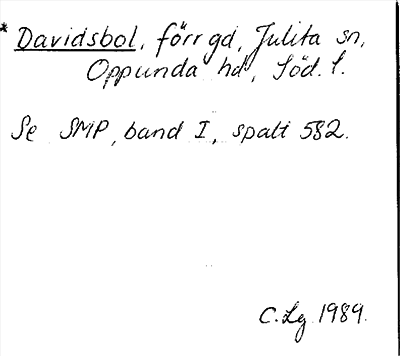 * Davidsbol, förr gd, Julita sn,
Oppunda hd, Söd. l.
Se SMP, band I, spalt 582.
C. Lg 1989.